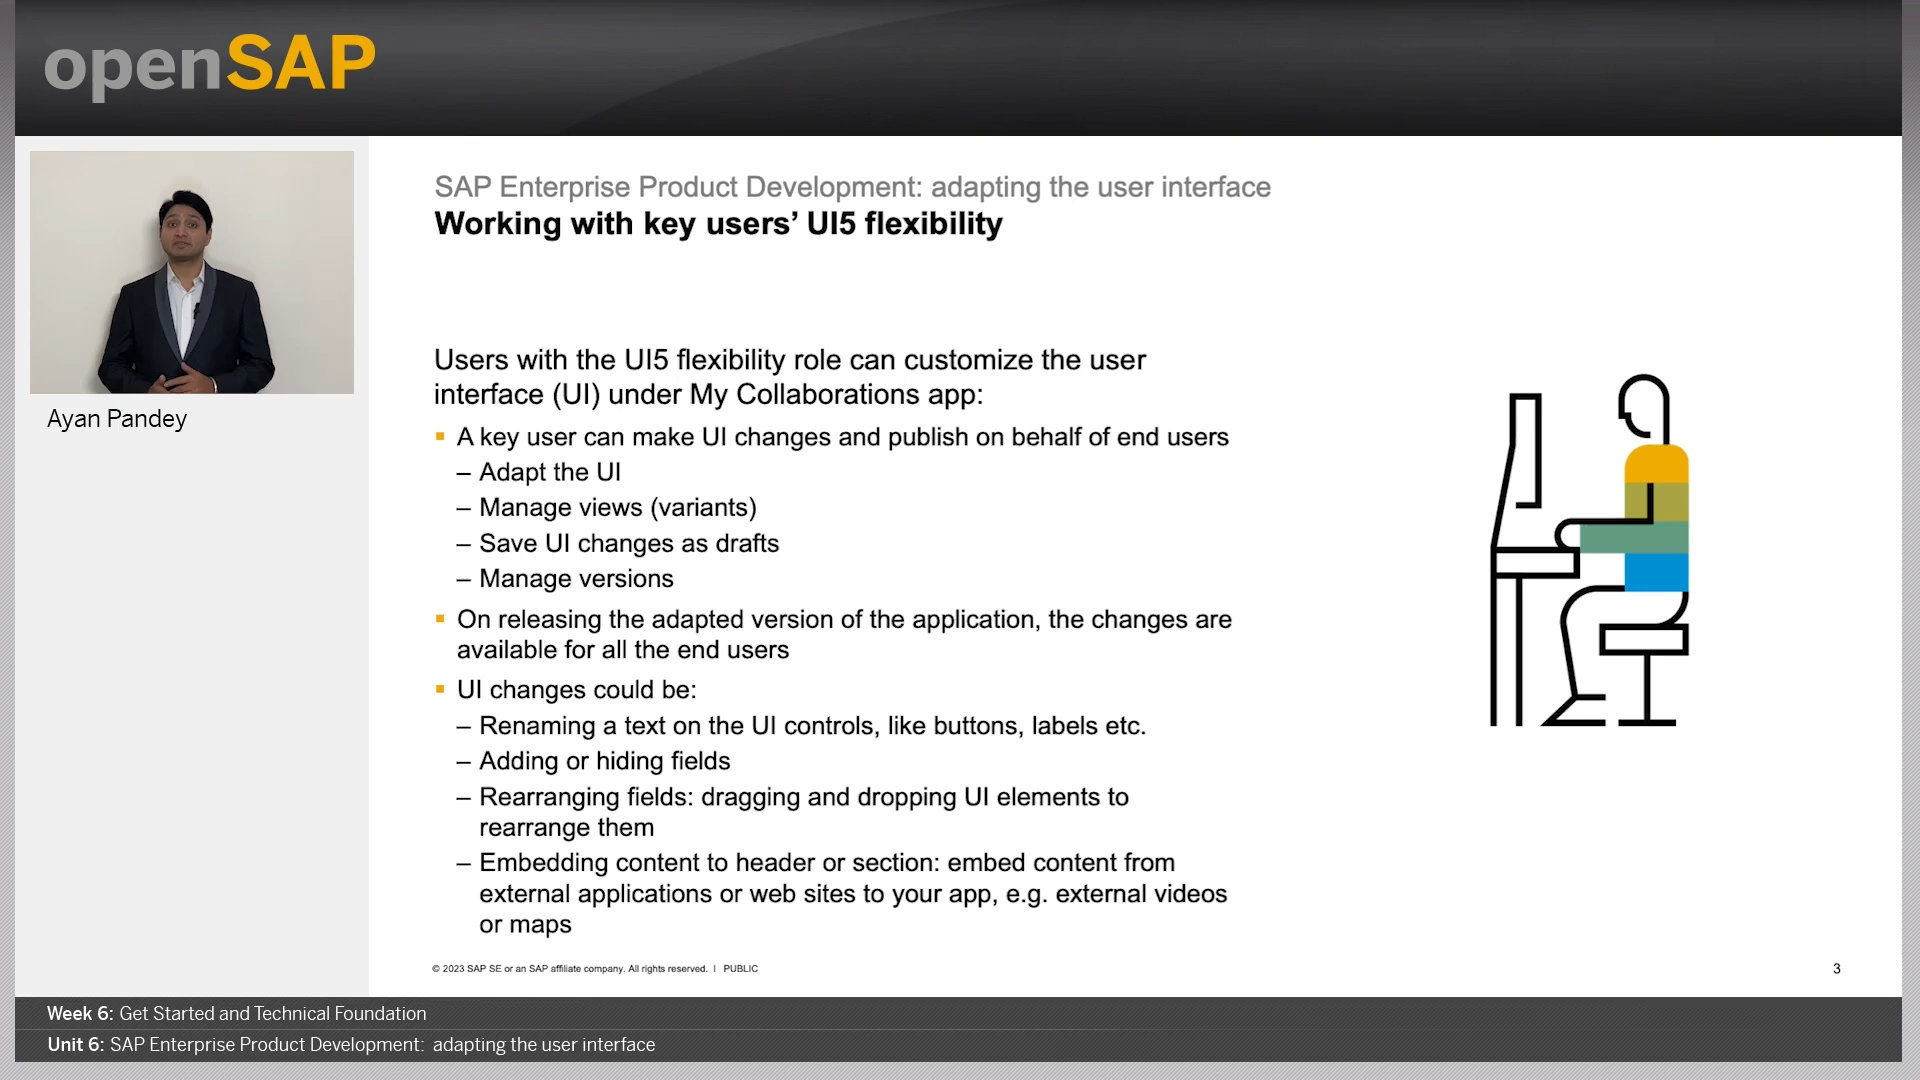 openSAP
Ayan Pandey
SAP Enterprise Product Development: adapting the user interface
Working with key users’ UI5 flexibility
Users with the UI5 flexibility role can customize the user
interface (UI) under My Collaborations app:
▪ A key user can make UI changes and publish on behalf of end users
– Adapt the UI
– Manage views (variants)
– Save UI changes as drafts
– Manage versions
▪ On releasing the adapted version of the application, the changes are
available for all the end users
▪ UI changes could be:
– Renaming a text on the UI controls, like buttons, labels etc.
– Adding or hiding fields
– Rearranging fields: dragging and dropping UI elements to
rearrange them
– Embedding content to header or section: embed content from
external applications or web sites to your app, e.g. external videos
or maps
© 2023 SAP SE or an SAP affiliate company. All rights reserved. I PUBLIC
3
Week 6: Get Started and Technical Foundation
Unit 6: SAP Enterprise Product Development: adapting the user interface